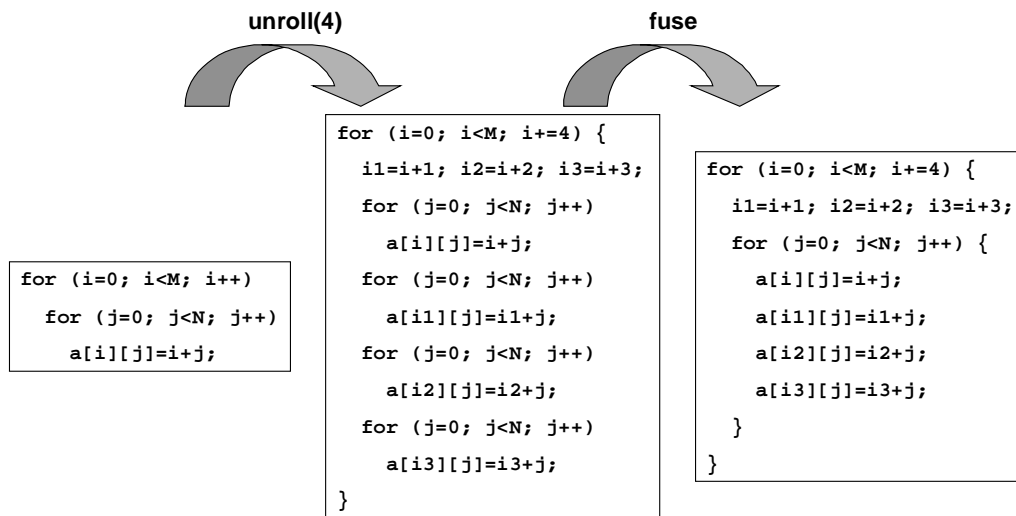 unroll(4)
fuse
for (i=0; i<M; i++)
for (j=0; j<N; j++)
a[i][j]=i+j;
for (i=0; i<M; i+=4) {
i1=i+1; i2=i+2; i3=i+3;
for (j=0; j<N; j++)
a[i][j]=i+j;
for (j=0; j<N; j++)
a[i1][j]=i1+j;
for (j=0; j<N; j++)
a[i2][j]=i2+j;
for (j=0; j<N; j++)
a[i3][j]=i3+j;
}
for (i=0; i<M; i+=4) {
i1=i+1; i2=i+2; i3=i+3;
for (j=0; j<N; j++) {
a[i][j]=i+j;
a[i1][j]=i1+j;
a[i2][j]=i2+j;
a[i3][j]=i3+j;
}
}